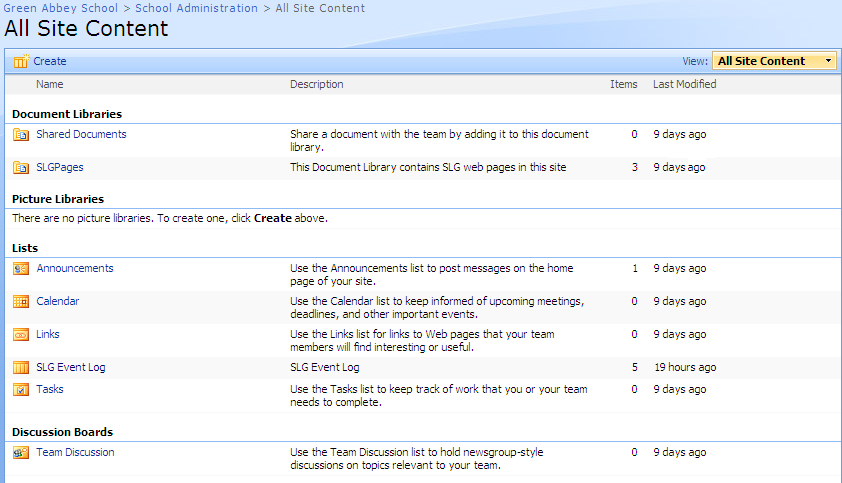 Green Abbey School > School Administration > All Site Content
All Site Content
Create View: All Site Content
Name Description Items Last Modified
Document Libraries
Shared Documents Share a document with the team by adding it to this document 0 9 days ago
library.
SLGPages This Document Library contains SLG web pages in this site 3 9 days ago
Picture Libraries
There are no picture libraries. To create one, click Create above.
Lists
Announcements Use the Announcements list to post messages on the home 1 9 days ago
page of your site.
Calendar Use the Calendar list to keep informed of upcoming meetings, 0 9 days ago
deadlines, and other important events.
Links Use the Links list for links to Web pages that your team 0 9 days ago
members will find interesting or useful.
SLG Event Log SLG Event Log 5 19 hours ago
Tasks Use the Tasks list to keep track of work that you or your team 0 9 days ago
needs to complete.
Discussion Boards
Team Discussion Use the Team Discussion list to hold newsgroup-style 0 9 days ago
discussions on topics relevant to your team.